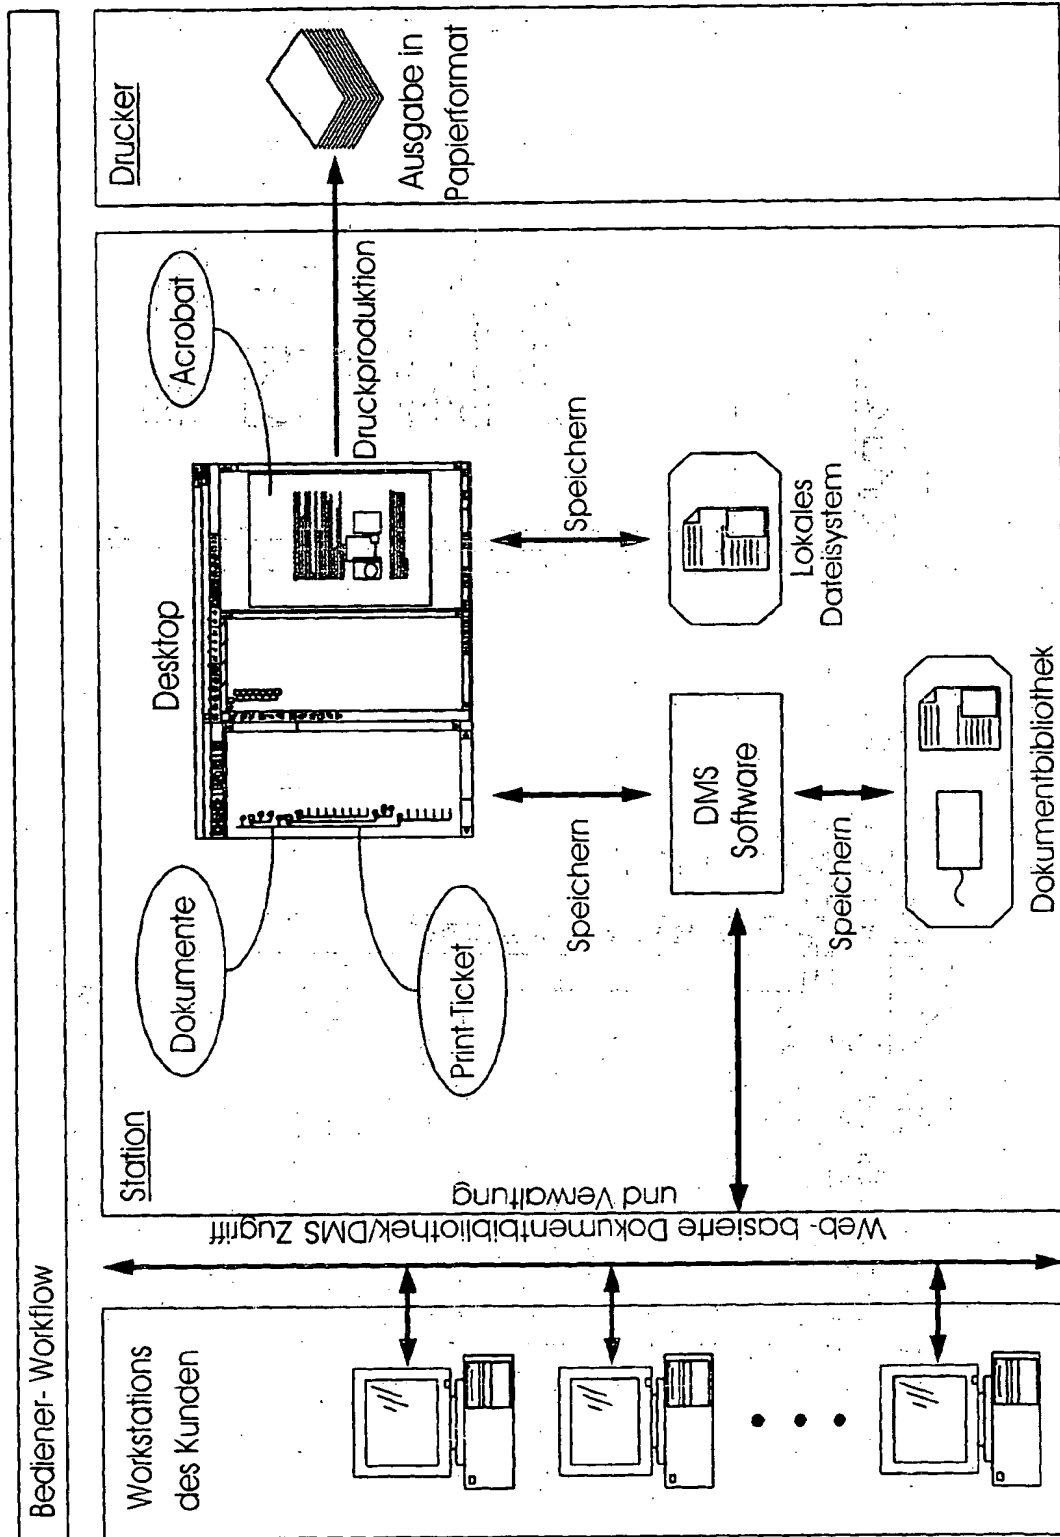 Bediener- Workflow
Workstations
des Kunden
Web- basierte Dokumentbibliothek/DMS Zugriff
und Verwaltung
Station
Dokumente
Print-Ticket
Desktop
Acrobat
Speichern
DMS
Software
Speichern
Dokumentbibliothek
Speichern
Lokales
Dateisystem
Druckproduktion
Drucker
Ausgabe in
Papierformat